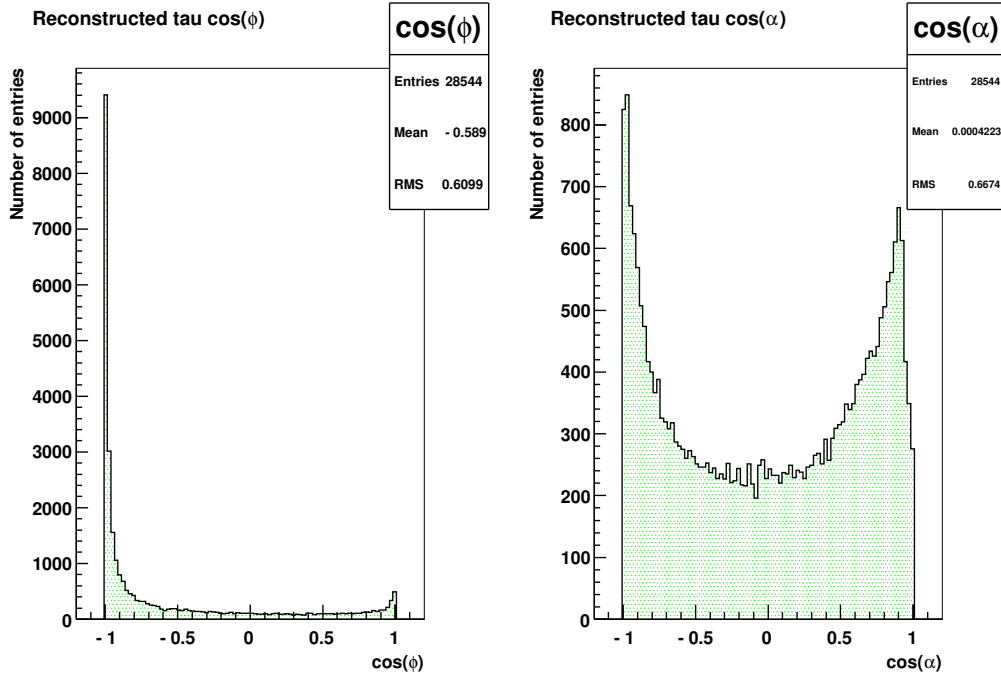 Reconstructed tau cos(ϕ)
cos(ϕ)
Entries 28544
Mean - 0.589
RMS 0.6099
Number of entries
9000
8000
7000
6000
5000
4000
3000
2000
1000
0
- 1 - 0.5 0 0.5 1
cos(ϕ)
Reconstructed tau cos(α)
cos(α)
Entries 28544
Mean 0.0004223
RMS 0.6674
Number of entries
800
700
600
500
400
300
200
100
0
- 1 - 0.5 0 0.5 1
cos(α)